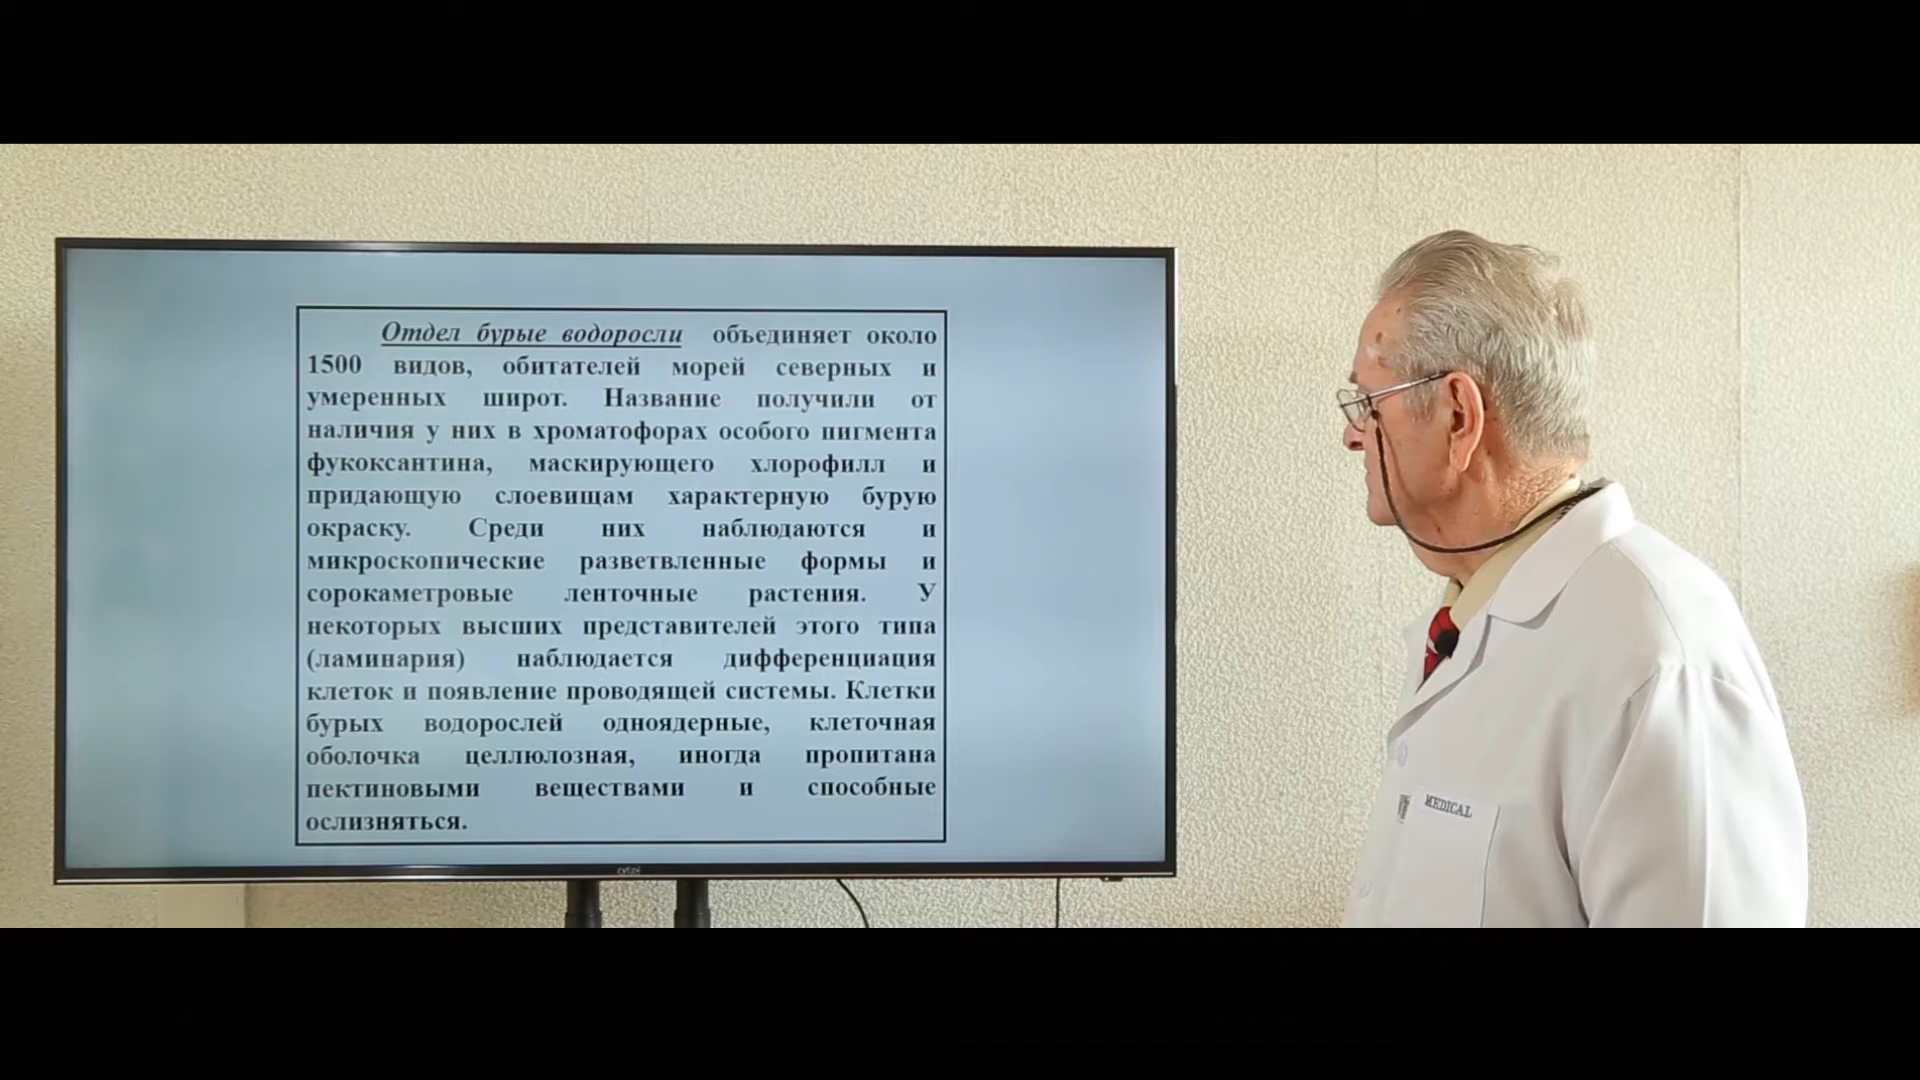 Отдел бурые водоросли объединяет около
1500 видов, обитателей морей северных и
умеренных широт. Название получили от
наличия у них в хроматофорах особого пигмента
фукоксантина, маскирующего хлорофилл и
придающую слоевищам характерную бурую
окраску. Среди них наблюдаются и
микроскопические разветвленные формы и
сорокаметровые ленточные растения. У
некоторых высших представителей этого типа
(ламинария) наблюдается дифференциация
клеток и появление проводящей системы. Клетки
бурых водорослей одноядерные, клеточная
оболочка целлюлозная, иногда пропитана
пектиновыми веществами и способные
ослизняться.
MEDICAL